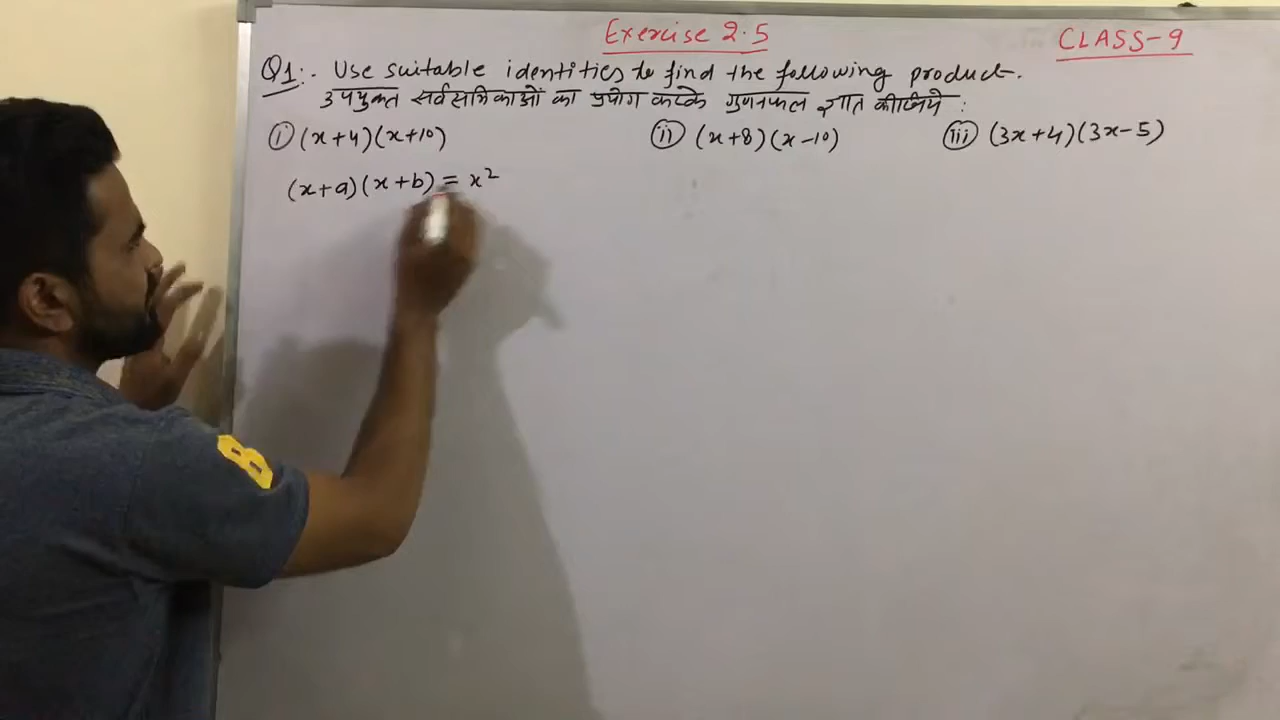 Exercise 2.5
CLASS-9
Q1:. Use suitable identities to find the following product.
उपयुक्त सर्वसमिकाओं का प्रयोग करके गुणनफल ज्ञात कीजिये :
(i) (x+4)(x+10) (ii) (x+8)(x-10) (iii) (3x+4)(3x-5)
(x+a)(x+b) = x²
B